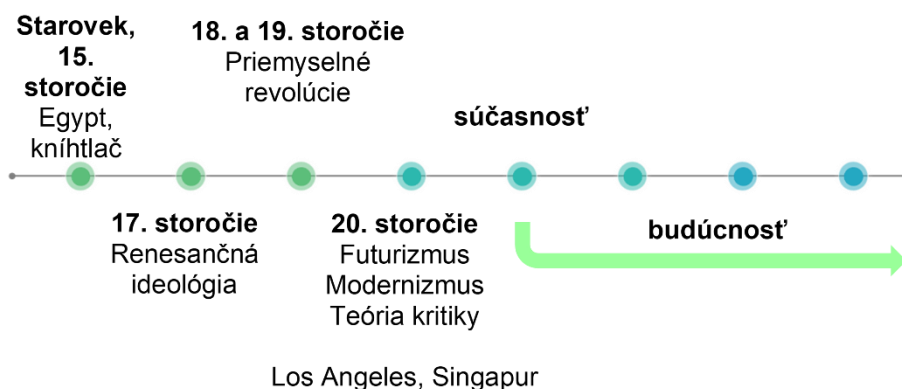 Starovek,
15.
storočie
Egypt,
kníhtlač
18. a 19. storočie
Priemyselné
revolúcie
súčasnosť
17. storočie
Renesančná
ideológia
20. storočie
Futurizmus
Modernizmus
Teória kritiky
budúcnosť
Los Angeles, Singapur